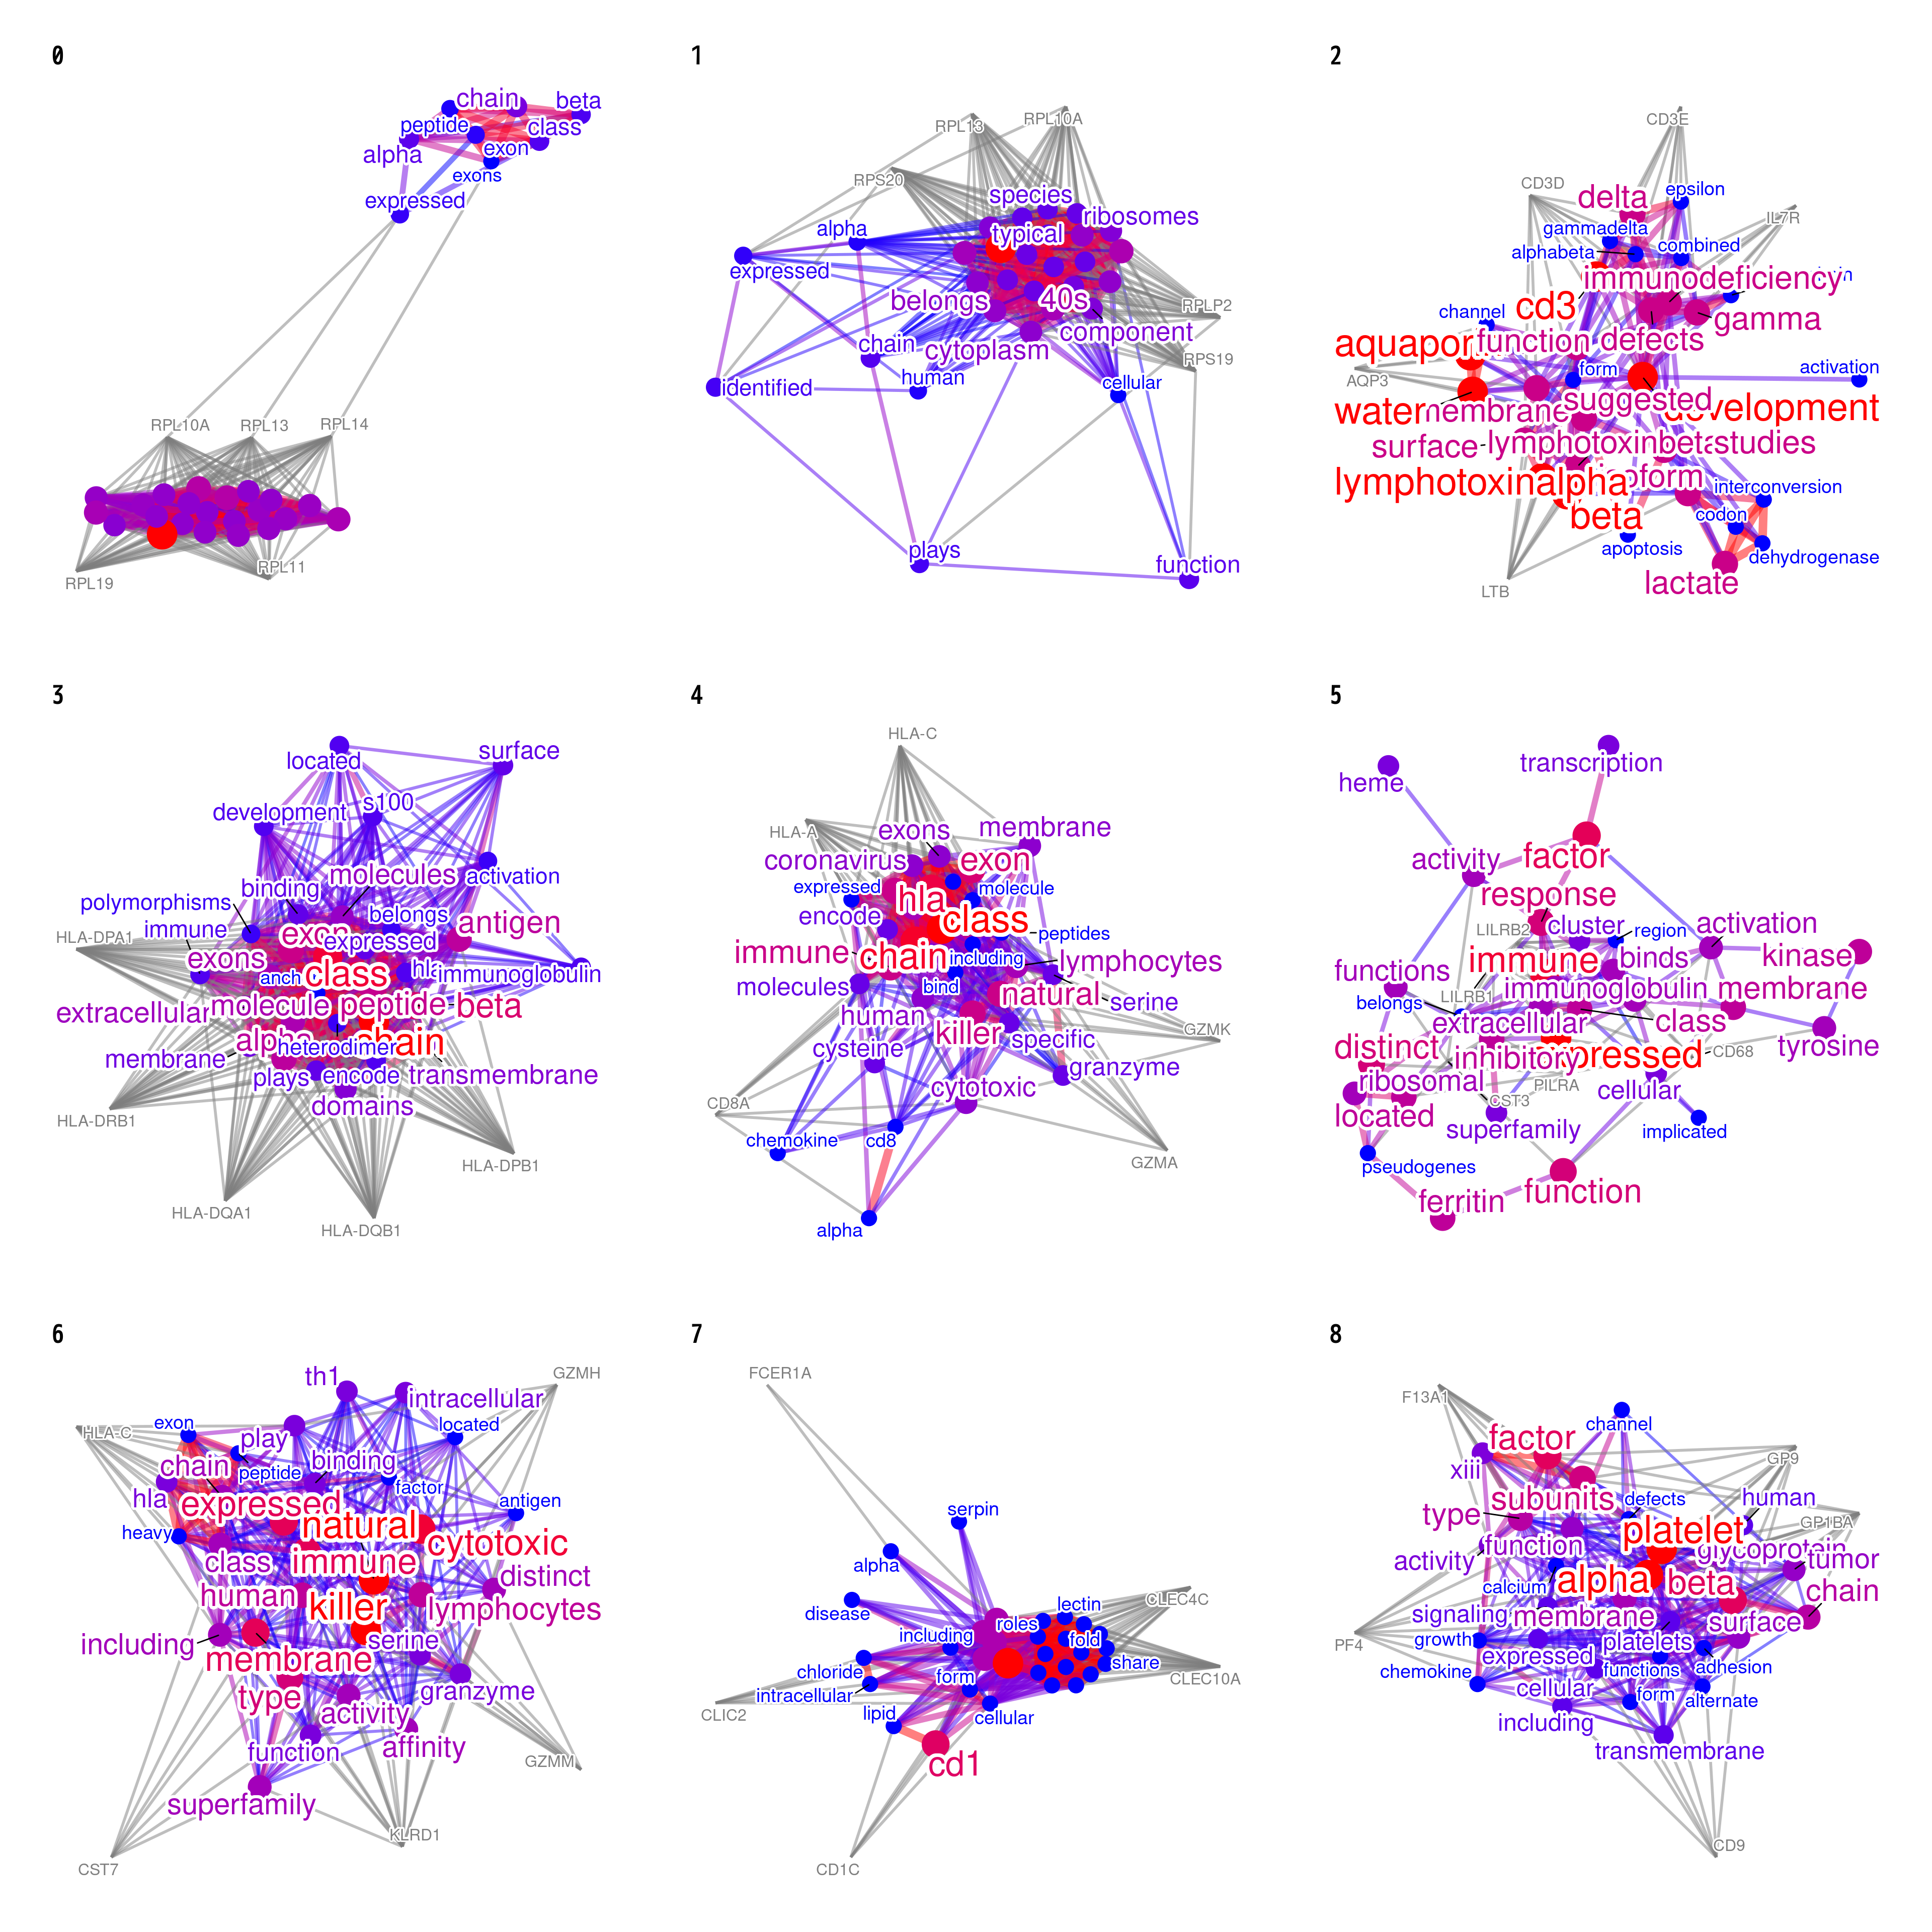 0
chain
beta
peptide
class
alpha
exon
exons
expressed
RPL10A
RPL13
RPL14
RPL19
RPL11
1
RPL13
RPL10A
RPS20
species
ribosomes
alpha
typical
expressed
belongs
40s
RPLP2
component
chain
cytoplasm
RPS19
identified
human
cellular
plays
function
2
CD3E
CD3D
delta
epsilon
IL7R
gammadelta
alphabeta
combined
immunodeficiency
channel
cd3
gamma
function
defects
form
activation
AQP3
water
membrane
suggested
development
surface
lymphotoxinbeta
studies
lymphotoxinalpha
isoform
interconversion
codon
beta
apoptosis
dehydrogenase
lactate
LTB
3
located
surface
development
s100
molecules
activation
binding
polymorphisms
belongs
antigen
immune
exon
expressed
HLA-DPA1
exons
class
hla
immunoglobulin
extracellular
molecule
peptide
beta
alpha
heterodimer
chain
membrane
plays
encode
transmembrane
domains
HLA-DRB1
HLA-DPB1
HLA-DQA1
HLA-DQB1
4
HLA-C
HLA-A
exons
membrane
coronavirus
exon
expressed
hla
molecule
encode
class
peptides
immune
chain
including
lymphocytes
molecules
bind
natural
serine
human
killer
specific
GZMK
cysteine
granzyme
cytotoxic
CD8A
chemokine
cd8
GZMA
alpha
5
transcription
heme
activity
factor
response
LILRB2
cluster
region
activation
immune
binds
kinase
functions
LILRB1
immunoglobulin
membrane
belongs
extracellular
class
distinct
inhibitory
expressed
CD68
tyrosine
ribosomal
PILRA
cellular
located
CST3
superfamily
implicated
pseudogenes
ferritin
function
6
th1
GZMH
intracellular
exon
located
HLA-C
play
chain
peptide
binding
factor
hla
expressed
antigen
heavy
natural
cytotoxic
class
immune
distinct
human
killer
lymphocytes
including
serine
membrane
type
granzyme
activity
affinity
function
GZMM
superfamily
KLRD1
CST7
7
FCER1A
serpin
alpha
disease
lectin
CLEC4C
roles
including
fold
chloride
form
share
intracellular
CLEC10A
lipid
cellular
CLIC2
cd1
CD1C
8
F13A1
channel
factor
GP9
xiii
subunits
defects
human
type
platelet
GP1BA
function
glycoprotein
activity
tumor
calcium
alpha
beta
chain
signaling
membrane
surface
PF4
growth
platelets
expressed
functions
adhesion
chemokine
cellular
form
alternate
including
transmembrane
CD9